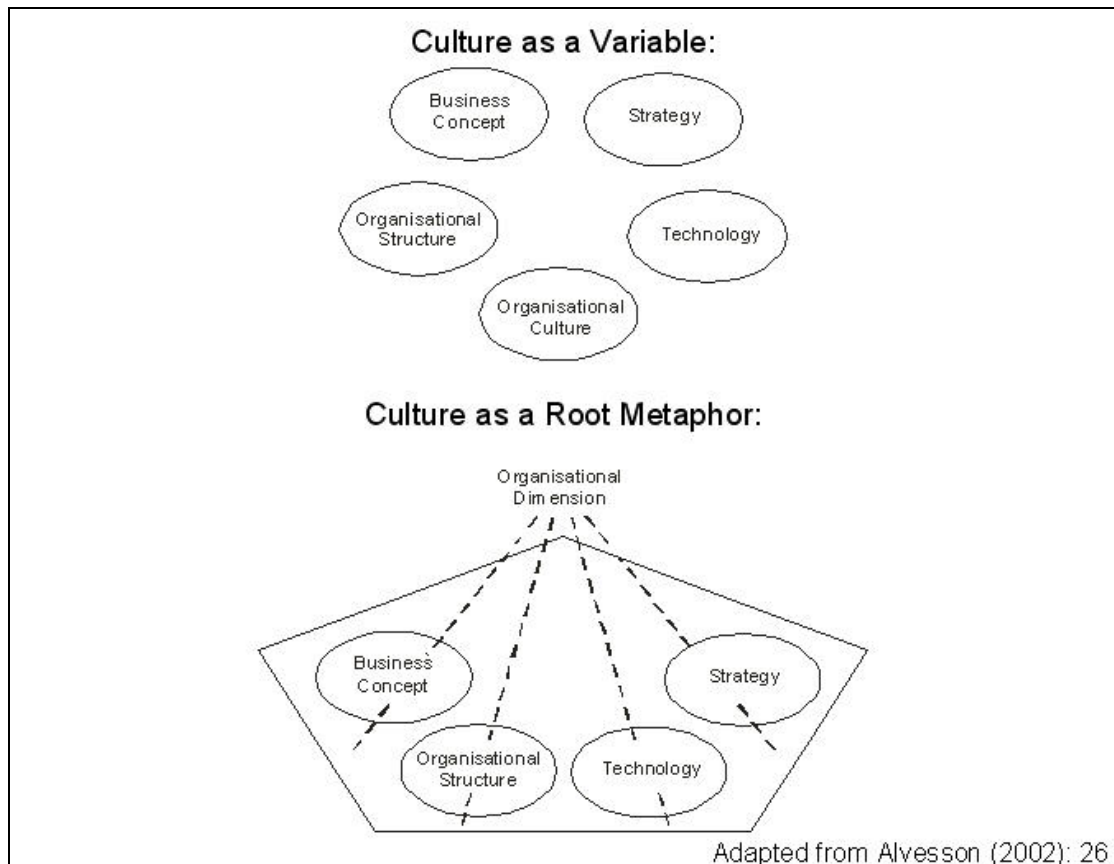 Culture as a Variable:
Business
Concept
Strategy
Organisational
Structure
Technology
Organisational
Culture
Culture as a Root Metaphor:
Organisational
Dimension
Business
Concept
Strategy
Organisational
Structure
Technology
Adapted from Alvesson (2002): 26